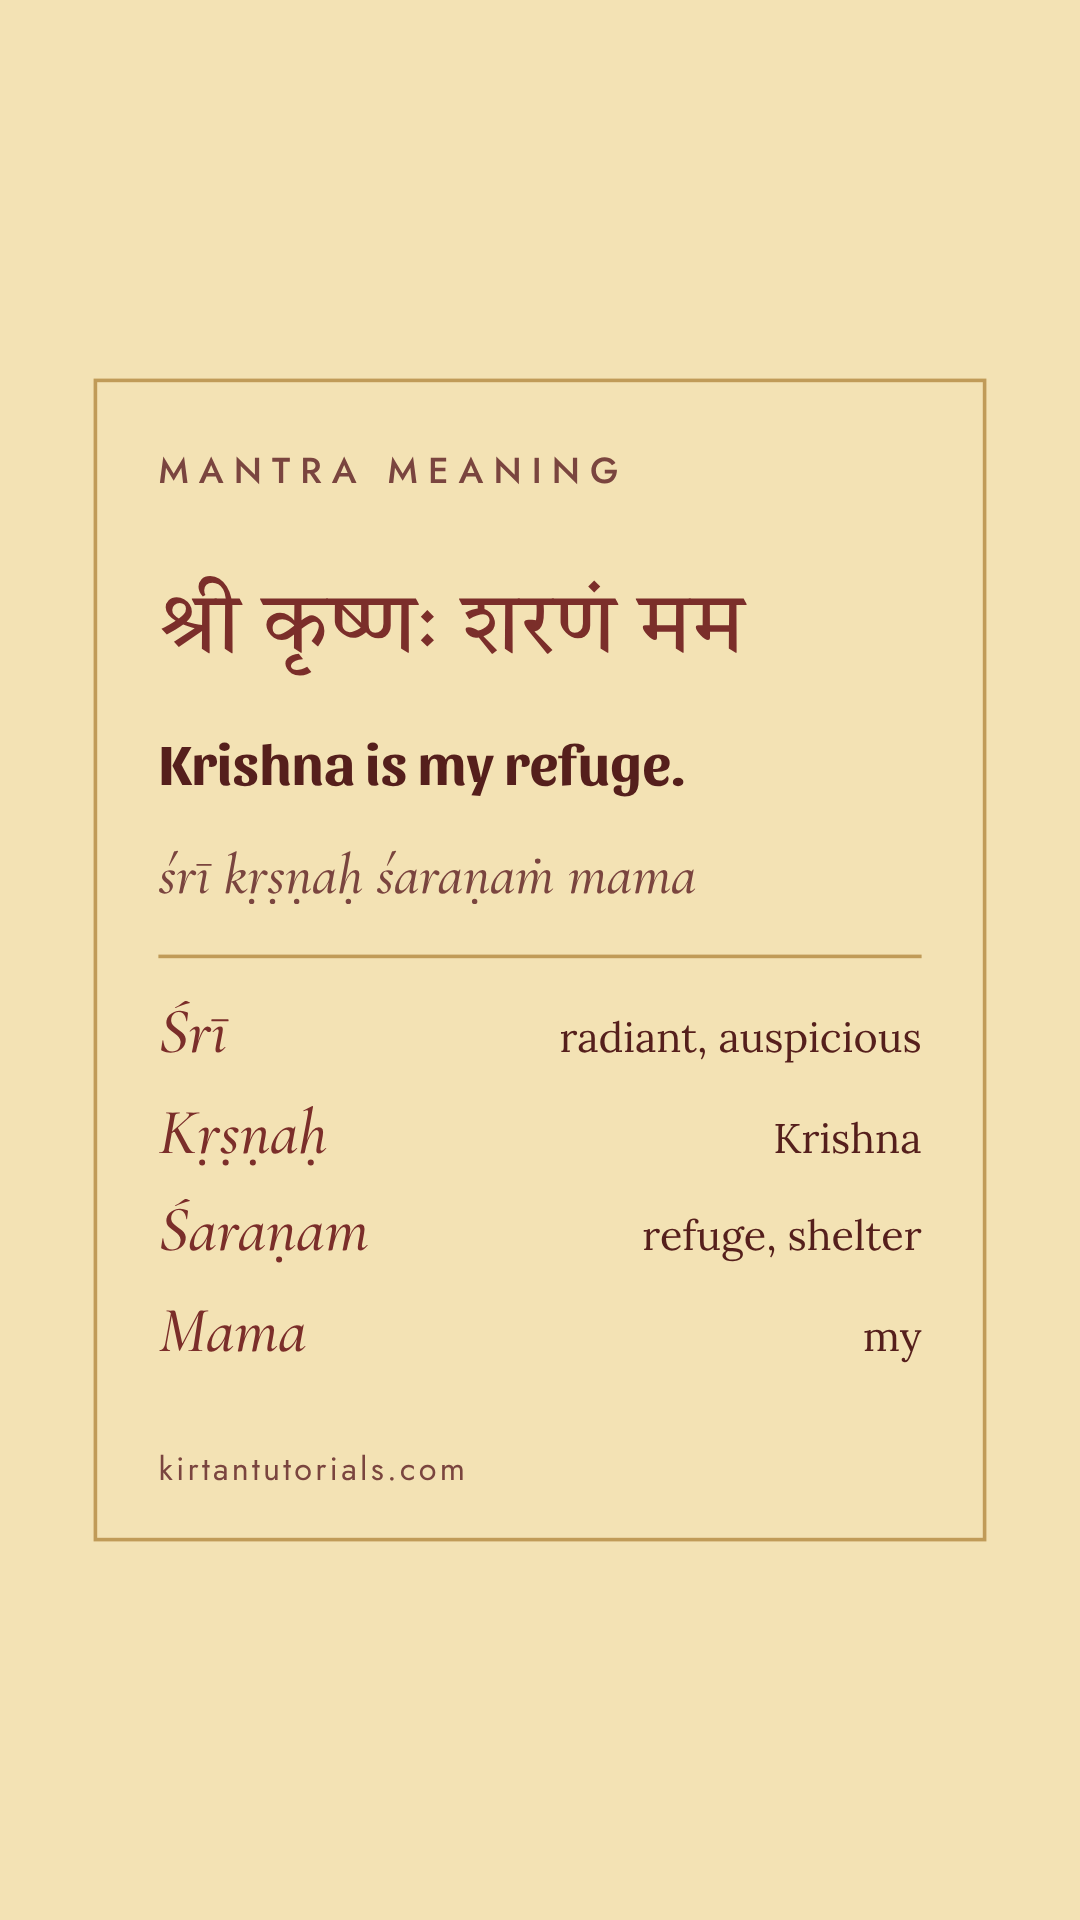 MANTRA MEANING
श्री कृष्णः शरणं मम
Krishna is my refuge.
śrī kṛṣṇaḥ śaraṇaṁ mama
Śrī radiant, auspicious
Kṛṣṇaḥ Krishna
Śaraṇam refuge, shelter
Mama my
kirtantutorials.com